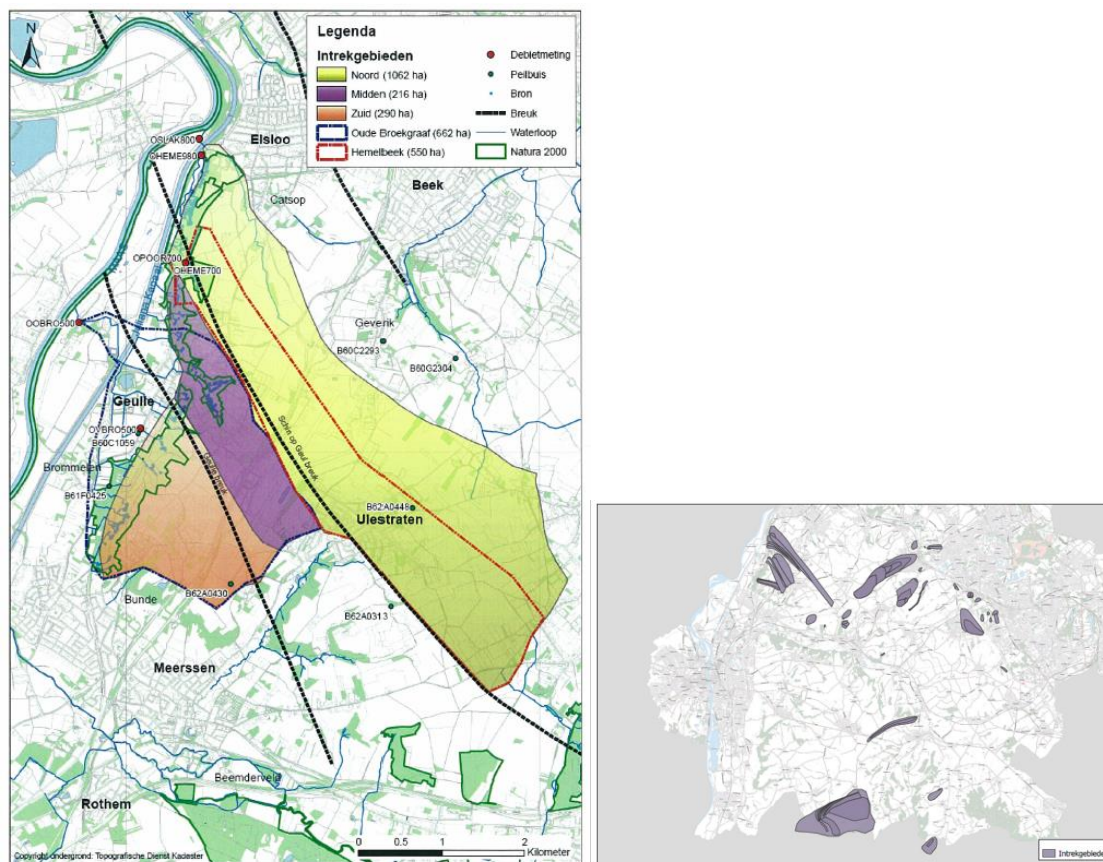 N
Legenda
Intrekgebieden
Noord (1062 ha)
Midden (216 ha)
Zuid (290 ha)
Oude Broekgraaf (662 ha)
Hemelbeek (550 ha)
Debietmeting
Peilbuis
Bron
Breuk
Waterloop
Natura 2000
OSLAK800
OHEME980
Elsloo
Beek
Catsop
OPOOR700
OHEME700
OOBRO500
Geverik
B60C2293
B60G2304
Geulle
OVBRO500
B60C1059
Brommelen
B61F0425
Schin op Geul breuk
Geulle breuk
B62A0448
Ulestraten
B62A0430
Bunde
B62A0313
Meerssen
Beemderveld
Rothem
0 0.5 1 2
Kilometer
Copyright ondergrond: Topografische Dienst Kadaster
Intrekgebieden